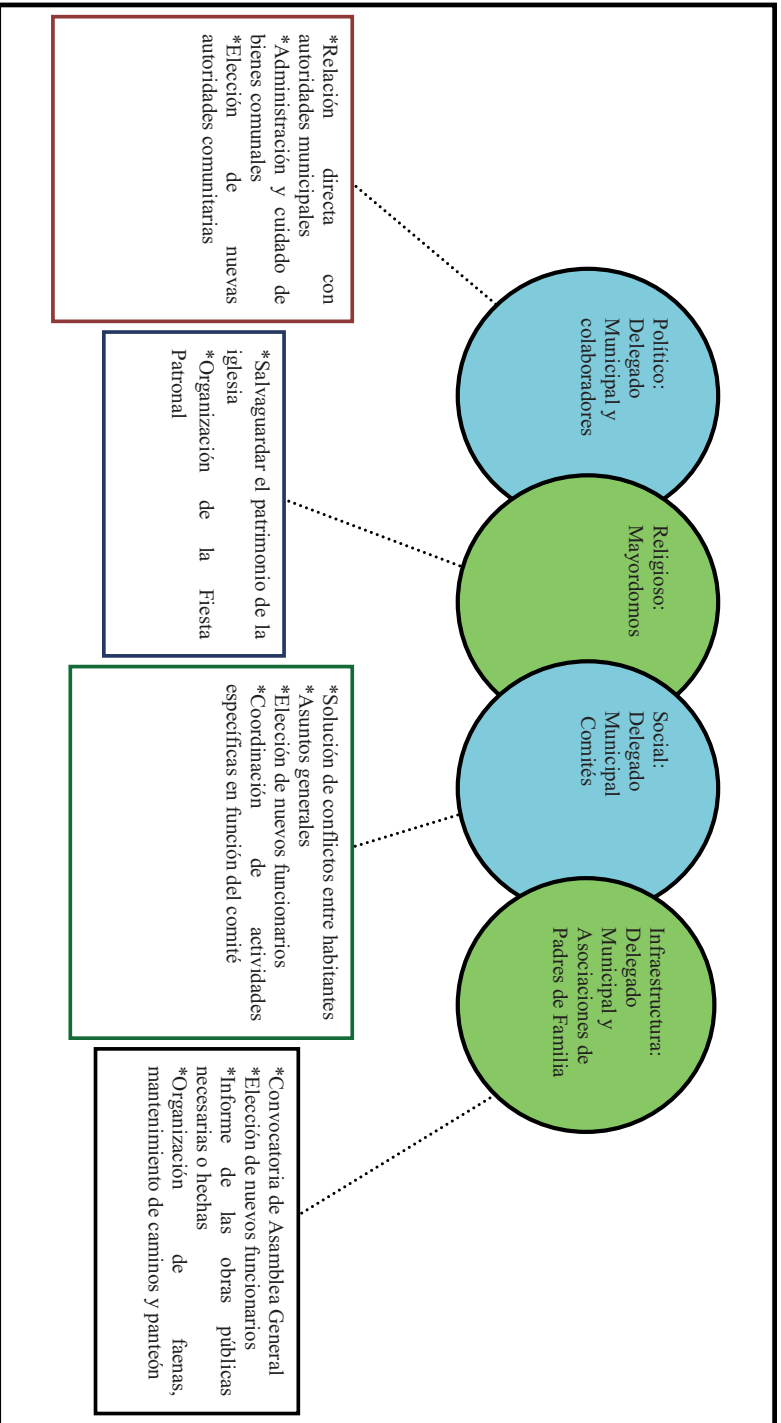 Político:
Delegado
Municipal y
colaboradores
Religioso:
Mayordomos
Social:
Delegado
Municipal
Comités
Infraestructura:
Delegado
Municipal y
Asociaciones de
Padres de Familia
*Relación directa con
autoridades municipales
*Administración y cuidado de
bienes comunales
*Elección de nuevas
autoridades comunitarias
*Salvaguardar el patrimonio de la
iglesia
*Organización de la Fiesta
Patronal
*Solución de conflictos entre habitantes
*Asuntos generales
*Elección de nuevos funcionarios
*Coordinación de actividades
específicas en función del comité
*Convocatoria de Asamblea General
*Elección de nuevos funcionarios
*Informe de las obras públicas
necesarias o hechas
*Organización de faenas,
mantenimiento de caminos y panteón